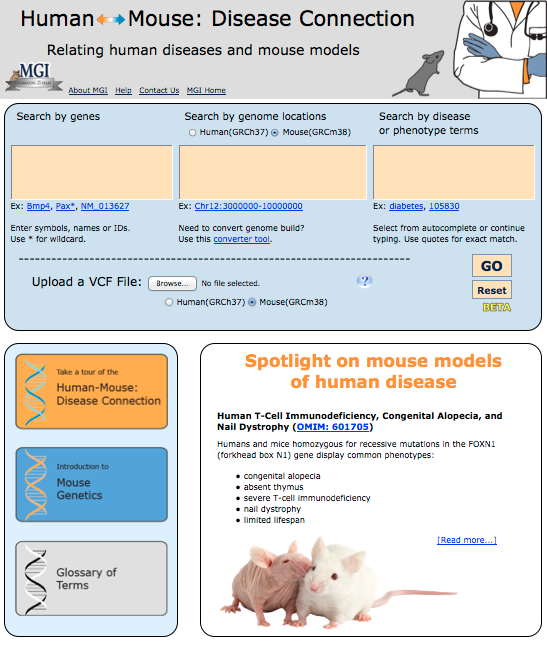 Human Mouse: Disease Connection
Relating human diseases and mouse models
MGI
About MGI Help Contact Us MGI Home
Search by genes
Search by genome locations
Human(GRCh37) Mouse(GRCm38)
Search by disease
or phenotype terms
Ex: Bmp4, Pax*, NM_013627
Ex: Chr12:3000000-10000000
Ex: diabetes, 105830
Enter symbols, names or IDs.
Use * for wildcard.
Need to convert genome build?
Use this converter tool.
Select from autocomplete or continue
typing. Use quotes for exact match.
Upload a VCF File: Browse... No file selected. ?
Human(GRCh37) Mouse(GRCm38)
GO
Reset
BETA
Take a tour of the
Human-Mouse:
Disease Connection
Introduction to
Mouse
Genetics
Glossary of
Terms
Spotlight on mouse models
of human disease
Human T-Cell Immunodeficiency, Congenital Alopecia, and
Nail Dystrophy (OMIM: 601705)
Humans and mice homozygous for recessive mutations in the FOXN1
(forkhead box N1) gene display common phenotypes:
• congenital alopecia
• absent thymus
• severe T-cell immunodeficiency
• nail dystrophy
• limited lifespan
[Read more...]